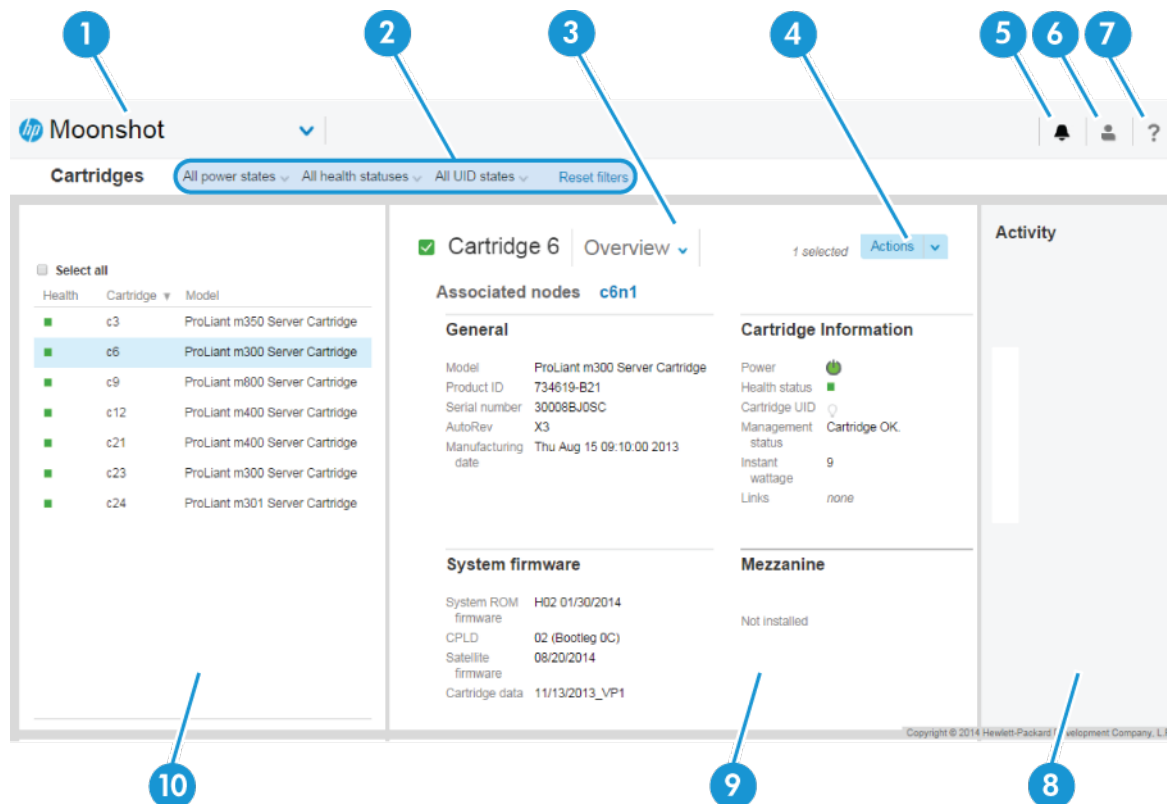 1 2 3 4 5 6 7
hp Moonshot ?
Cartridges All power states All health statuses All UID states Reset filters
Select all
Health Cartridge Model
c3 ProLiant m350 Server Cartridge
c6 ProLiant m300 Server Cartridge
c9 ProLiant m800 Server Cartridge
c12 ProLiant m400 Server Cartridge
c21 ProLiant m400 Server Cartridge
c23 ProLiant m300 Server Cartridge
c24 ProLiant m301 Server Cartridge
Cartridge 6 Overview 1 selected Actions
Associated nodes c6n1
General
Model ProLiant m300 Server Cartridge
Product ID 734619-B21
Serial number 30008BJ0SC
AutoRev X3
Manufacturing Thu Aug 15 09:10:00 2013
date
Cartridge Information
Power
Health status
Cartridge UID
Management Cartridge OK.
status
Instant 9
wattage
Links none
System firmware
System ROM H02 01/30/2014
firmware
CPLD 02 (Bootleg 0C)
Satellite 08/20/2014
firmware
Cartridge data 11/13/2013_VP1
Mezzanine
Not installed
Activity
Copyright © 2014 Hewlett-Packard Development Company, L.P
10 9 8